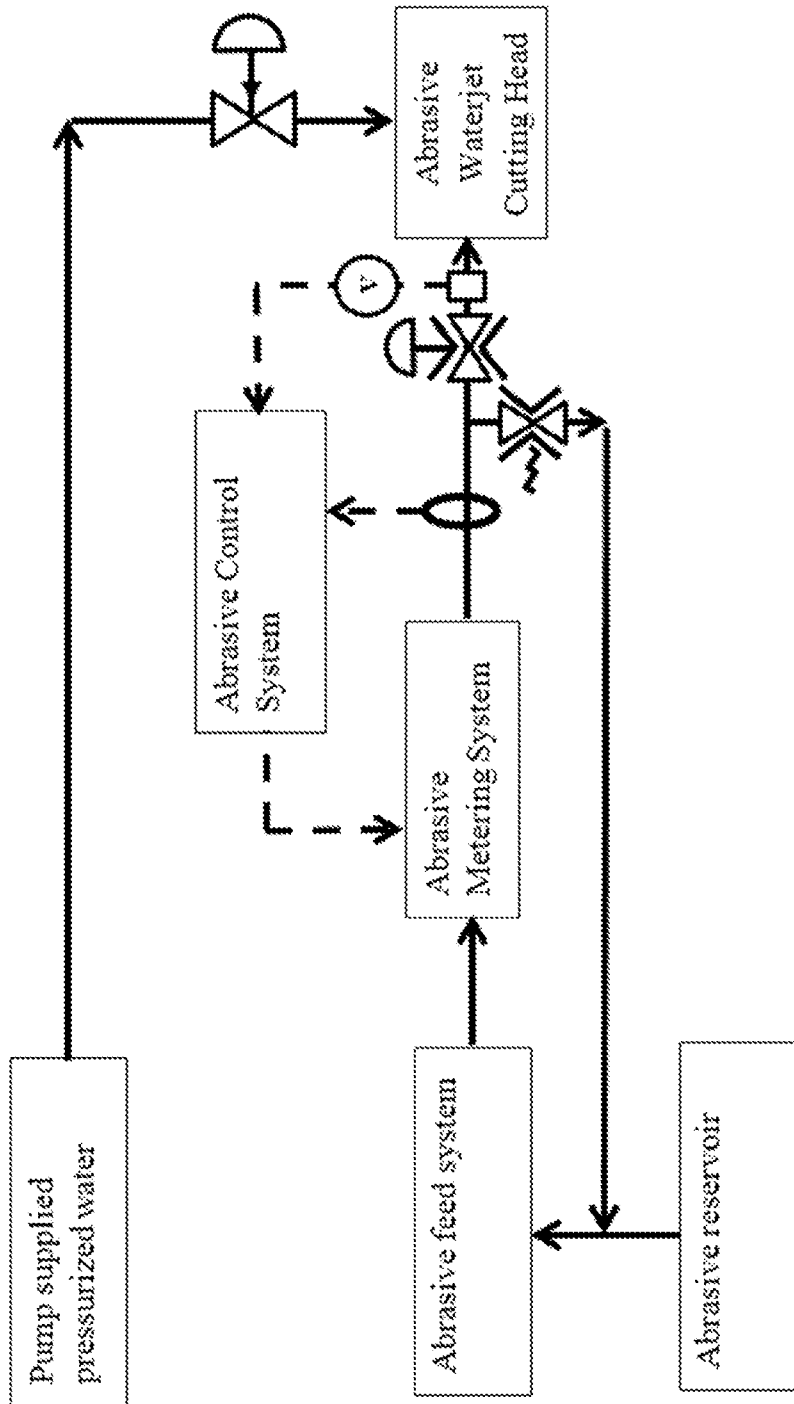 Pump supplied
pressurized water
Abrasive Control
System
V
Abrasive
Waterjet
Cutting Head
Abrasive feed system
Abrasive
Metering System
Abrasive reservoir